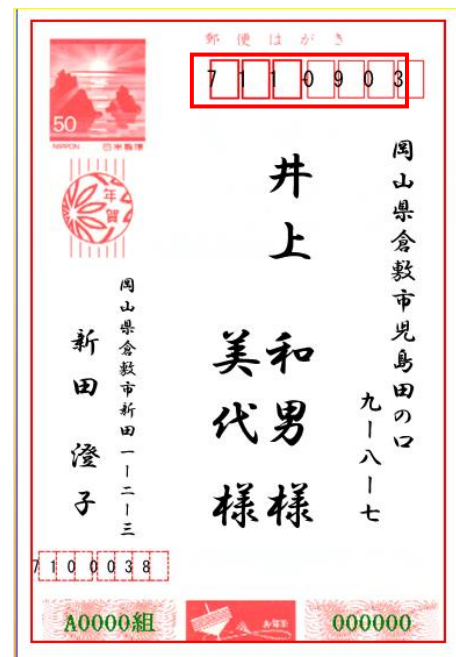 郵便はがき
7110903
50
NIPPON 日本郵便
年賀
岡山県倉敷市児島田の口
九ー八ー七
井上 和男様
美代様
岡山県倉敷市新田一ー二ー三
新田 澄子
7100038
A0000組
お年玉
000000